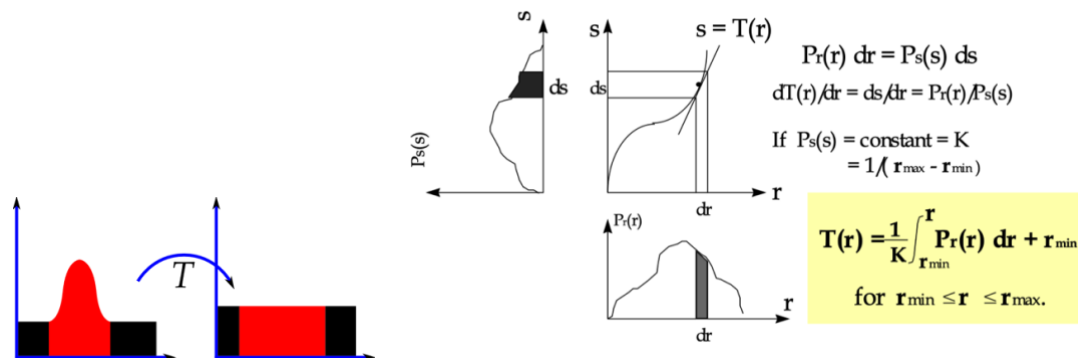 T
s
ds
Ps(s)
s
s = T(r)
ds
r
dr
Pr(r)
r
dr
Pr(r) dr = Ps(s) ds
dT(r)/dr = ds/dr = Pr(r)/Ps(s)
If Ps(s) = constant = K
= 1/( rmax - rmin)
T(r) = 1/K ∫ r rmin Pr(r) dr + rmin
for rmin ≤ r ≤ rmax.